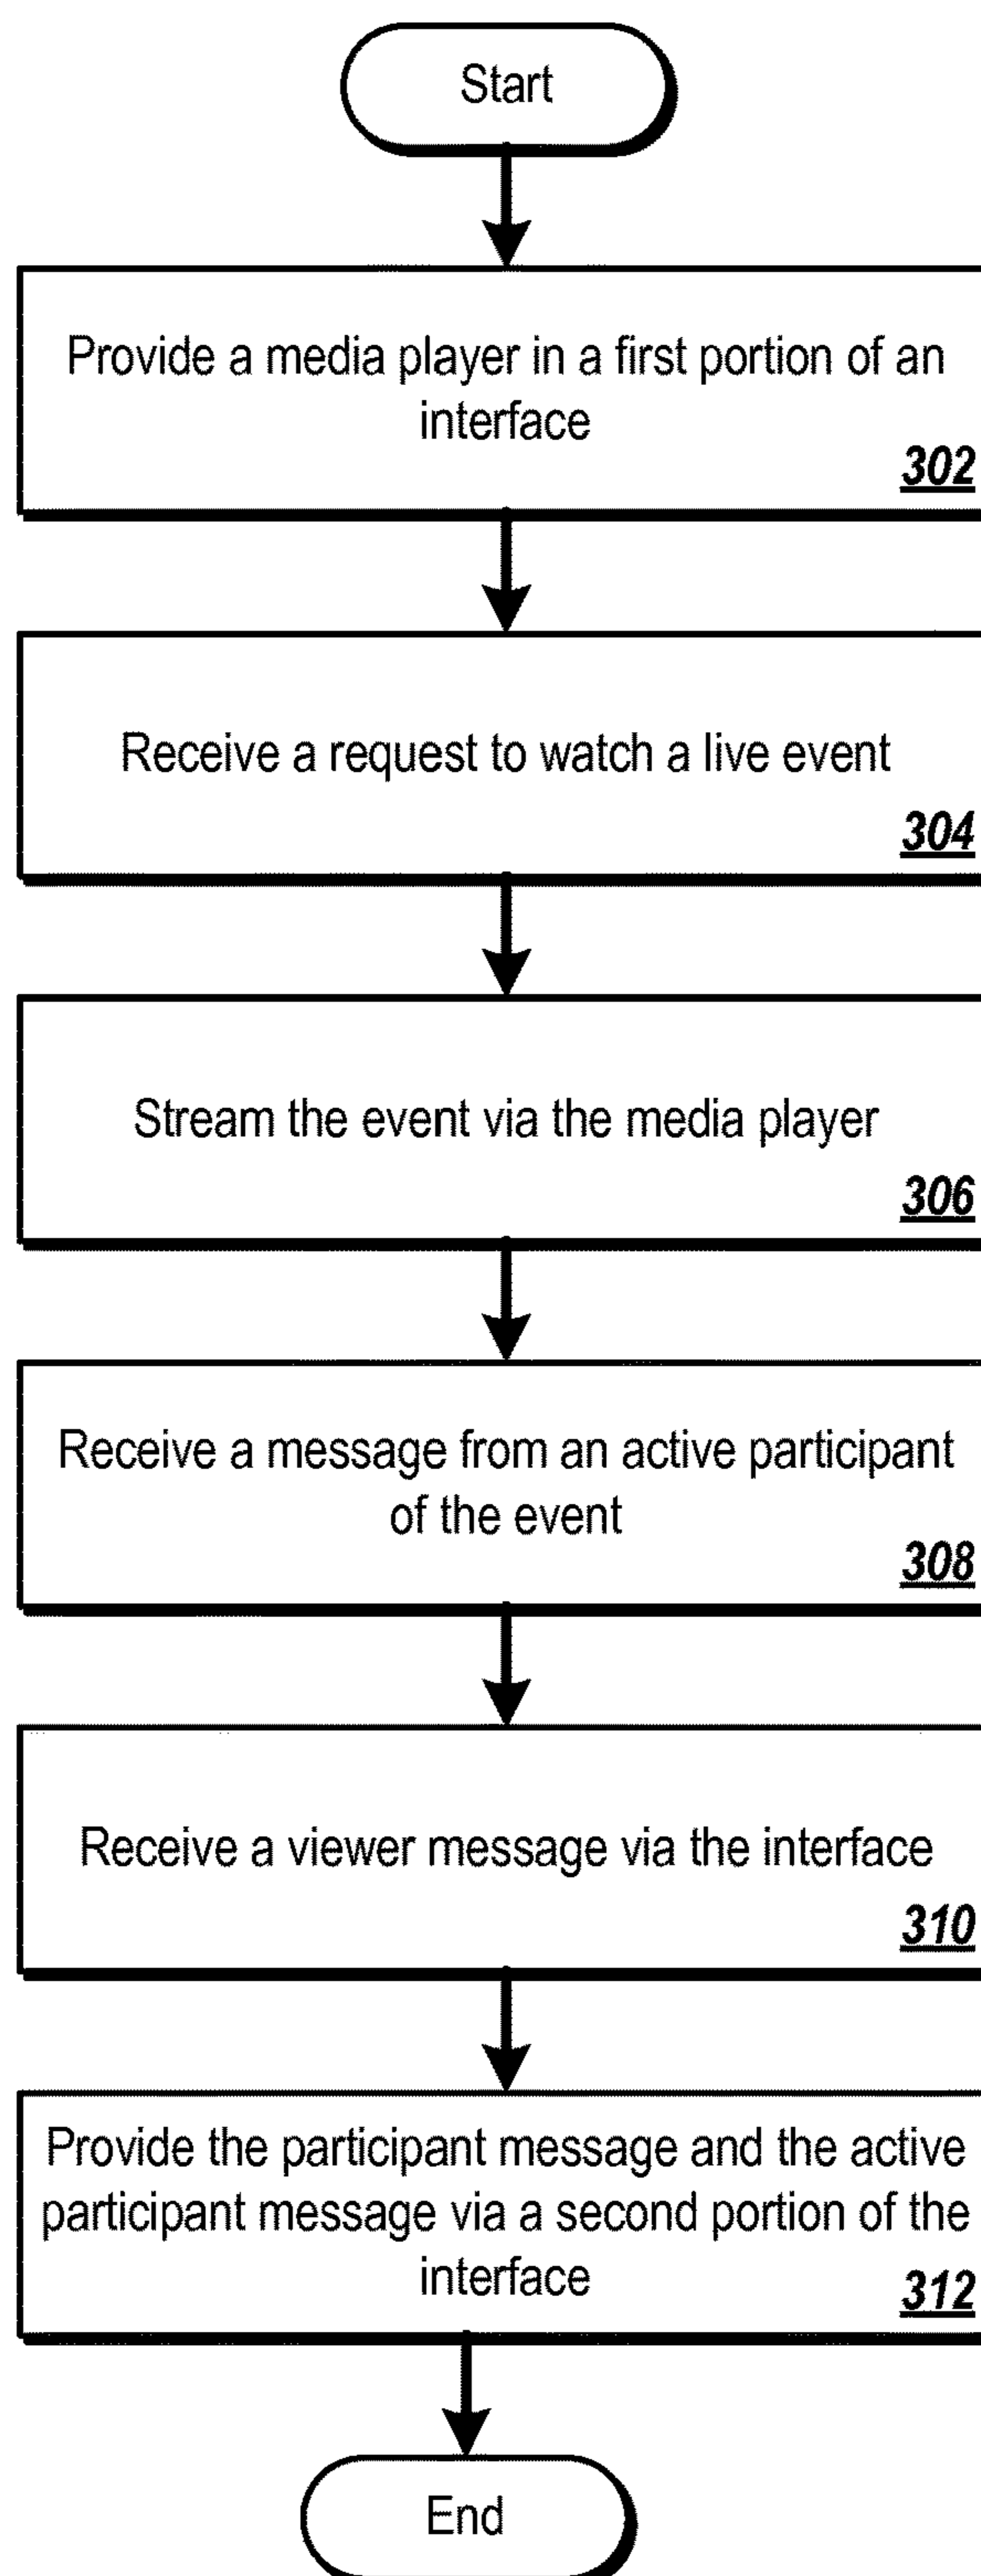 Start
Provide a media player in a first portion of an
interface
302
Receive a request to watch a live event
304
Stream the event via the media player
306
Receive a message from an active participant
of the event
308
Receive a viewer message via the interface
310
Provide the participant message and the active
participant message via a second portion of the
interface
312
End